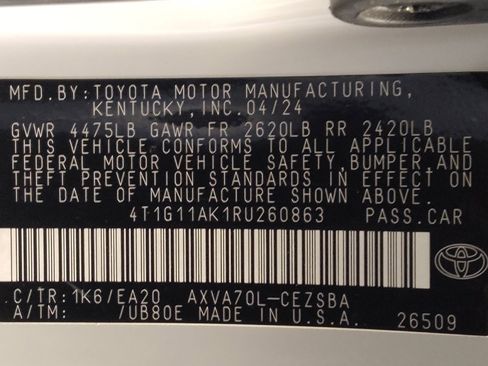 MFD.BY:TOYOTA MOTOR MANUFACTURING,
KENTUCKY,INC.04/24
GVWR 4475LB GAWR FR 2620LB RR 2420LB
THIS VEHICLE CONFORMS TO ALL APPLICABLE
FEDERAL MOTOR VEHICLE SAFETY,BUMPER,AND
THEFT PREVENTION STANDARDS IN EFFECT ON
THE DATE OF MANUFACTURE SHOWN ABOVE.
4T1G11AK1RU260863 PASS.CAR
C/TR:1K6/EA20 AXVA70L-CEZSBA
A/TM: /UB80E MADE IN U.S.A. 26509